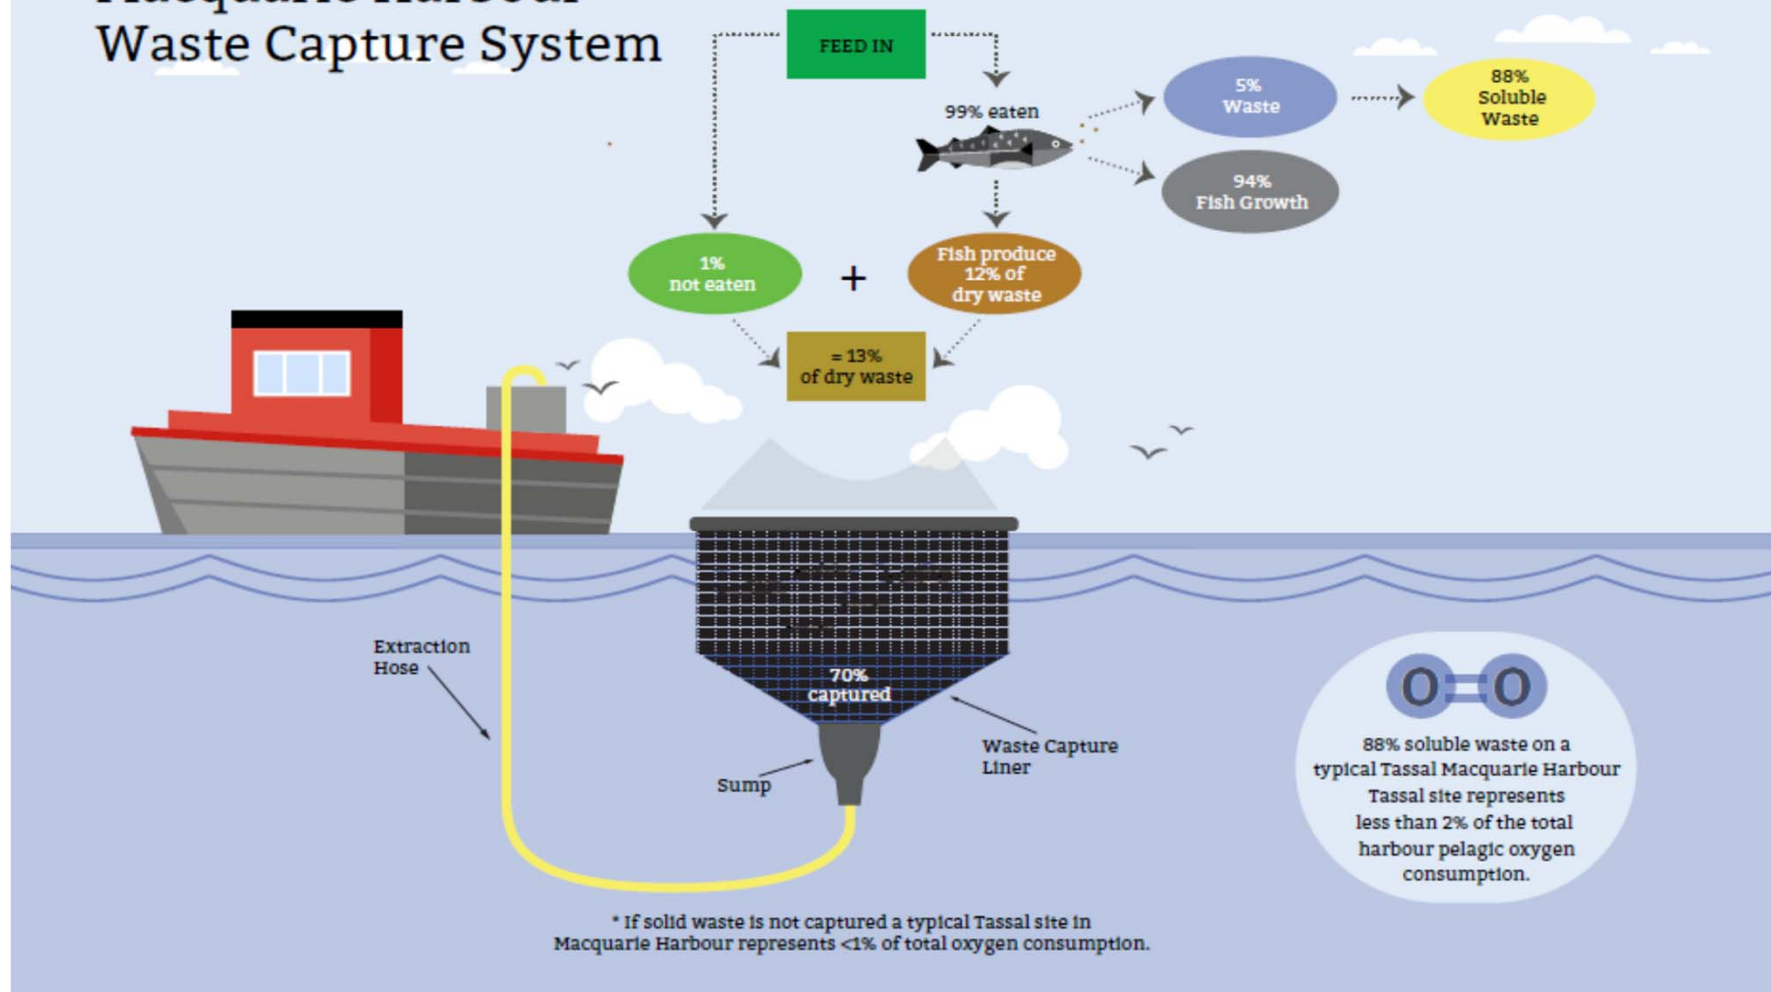 Macquarie Harbour
Waste Capture System
FEED IN
99% eaten
5%
Waste
88%
Soluble
Waste
94%
Fish Growth
1%
not eaten
+
Fish produce
12% of
dry waste
= 13%
of dry waste
Extraction
Hose
70%
captured
Sump
Waste Capture
Liner
O O
88% soluble waste on a
typical Tassal Macquarie Harbour
Tassal site represents
less than 2% of the total
harbour pelagic oxygen
consumption.
* If solid waste is not captured a typical Tassal site in
Macquarie Harbour represents <1% of total oxygen consumption.